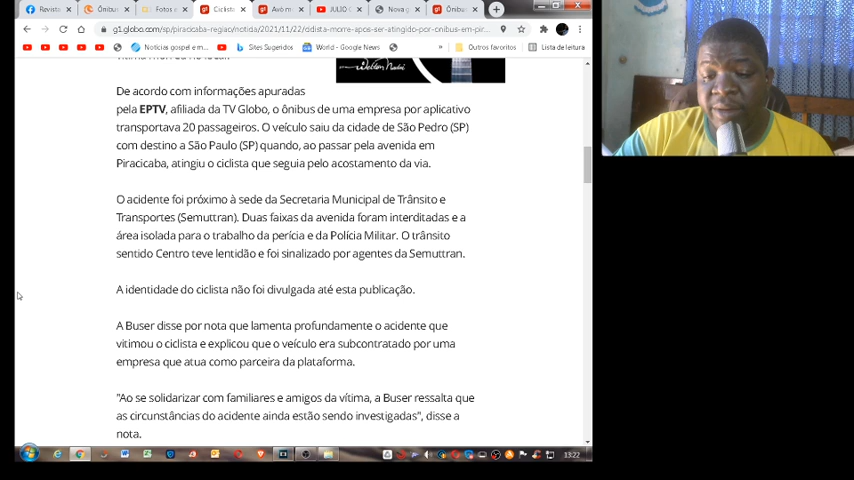 Revista
Ônibus
Fotos e
Ciclista
Avó m
JULIO
Nova g
Ônibus
g1.globo.com/sp/piracicaba-regiao/noticia/2021/11/22/ciclista-morre-apos-ser-atingido-por-onibus-em-pir...
Notícias gospel e m...
Sites Sugeridos
World - Google News
Outros favoritos
Lista de leitura
De acordo com informações apuradas
pela EPTV, afiliada da TV Globo, o ônibus de uma empresa por aplicativo
transportava 20 passageiros. O veículo saiu da cidade de São Pedro (SP)
com destino a São Paulo (SP) quando, ao passar pela avenida em
Piracicaba, atingiu o ciclista que seguia pelo acostamento da via.
O acidente foi próximo à sede da Secretaria Municipal de Trânsito e
Transportes (Semuttran). Duas faixas da avenida foram interditadas e a
área isolada para o trabalho da perícia e da Polícia Militar. O trânsito
sentido Centro teve lentidão e foi sinalizado por agentes da Semuttran.
A identidade do ciclista não foi divulgada até esta publicação.
A Buser disse por nota que lamenta profundamente o acidente que
vitimou o ciclista e explicou que o veículo era subcontratado por uma
empresa que atua como parceira da plataforma.
"Ao se solidarizar com familiares e amigos da vítima, a Buser ressalta que
as circunstâncias do acidente ainda estão sendo investigadas", disse a
nota.
13:22